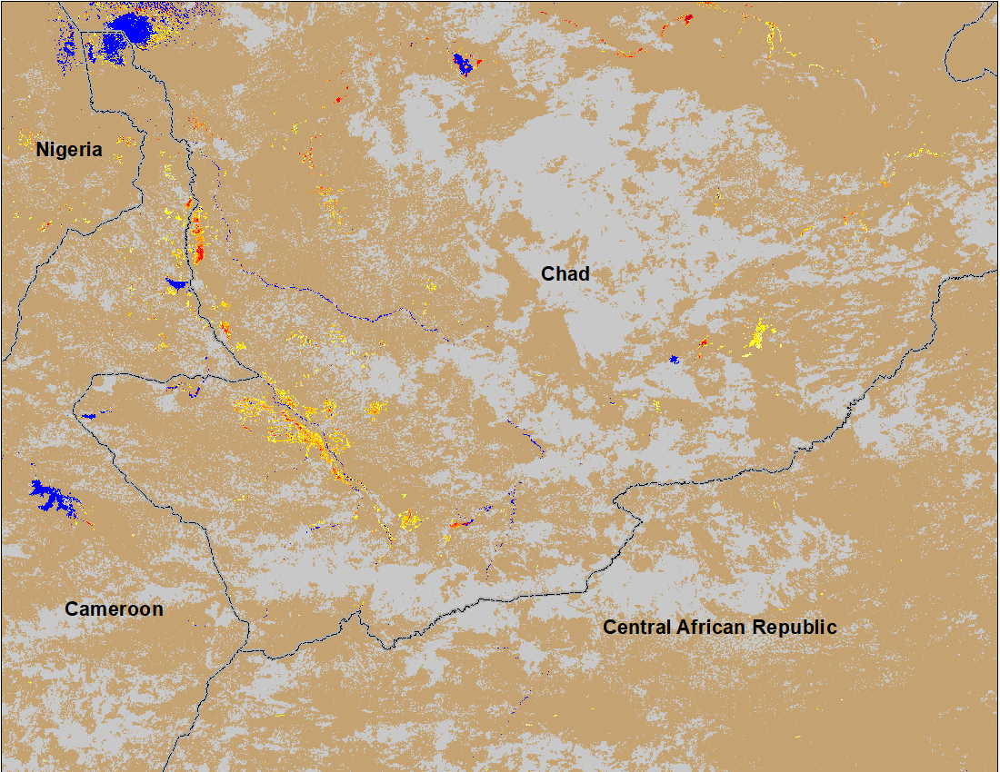 Nigeria
Chad
Cameroon
Central African Republic